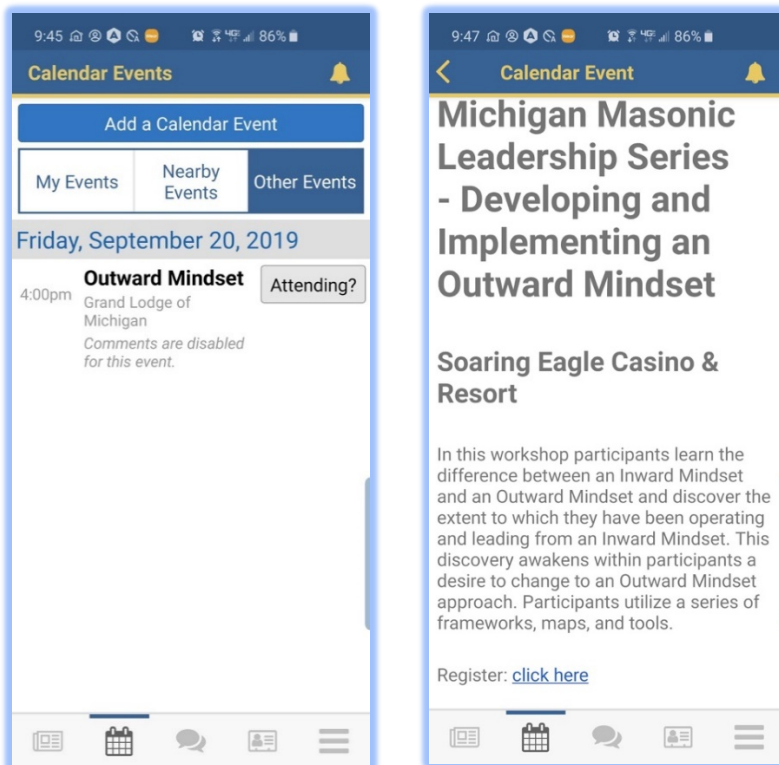 9:45
4GE
86%
Calendar Events
Add a Calendar Event
My Events
Nearby
Events
Other Events
Friday, September 20, 2019
4:00pm
Outward Mindset
Grand Lodge of
Michigan
Comments are disabled
for this event.
Attending?
9:47
4GE
86%
Calendar Event
Michigan Masonic
Leadership Series
- Developing and
Implementing an
Outward Mindset
Soaring Eagle Casino &
Resort
In this workshop participants learn the
difference between an Inward Mindset
and an Outward Mindset and discover the
extent to which they have been operating
and leading from an Inward Mindset. This
discovery awakens within participants a
desire to change to an Outward Mindset
approach. Participants utilize a series of
frameworks, maps, and tools.
Register: click here